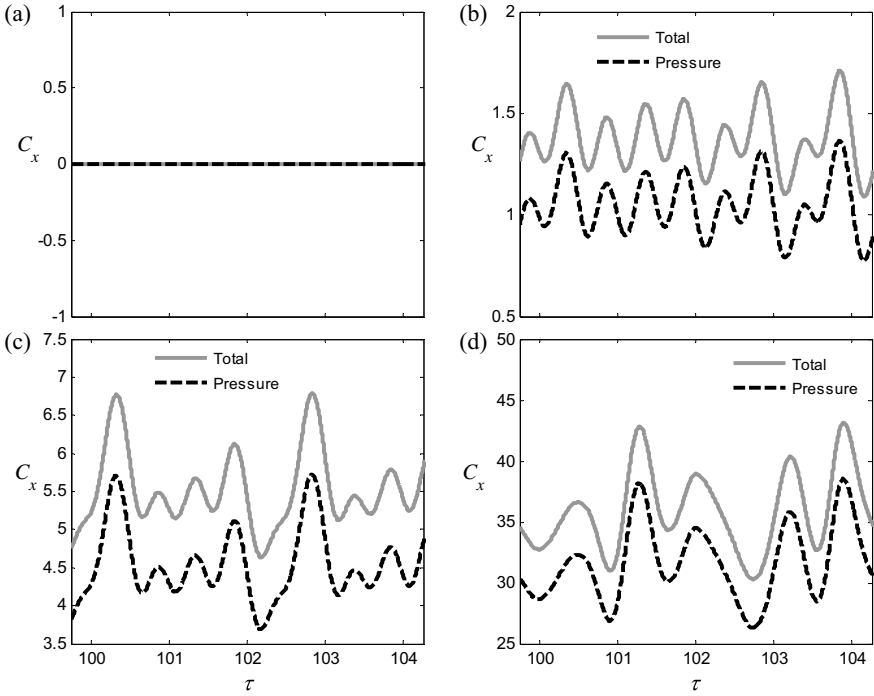 (a)
1
0.5
C_x 0
-0.5
-1
(b)
2
Total
Pressure
1.5
C_x
1
0.5
(c)
7.5
Total
7
Pressure
6.5
6
C_x
5.5
5
4.5
4
3.5
100 101 102 103 104
τ
(d)
50
Total
45
Pressure
40
C_x
35
30
25
100 101 102 103 104
τ